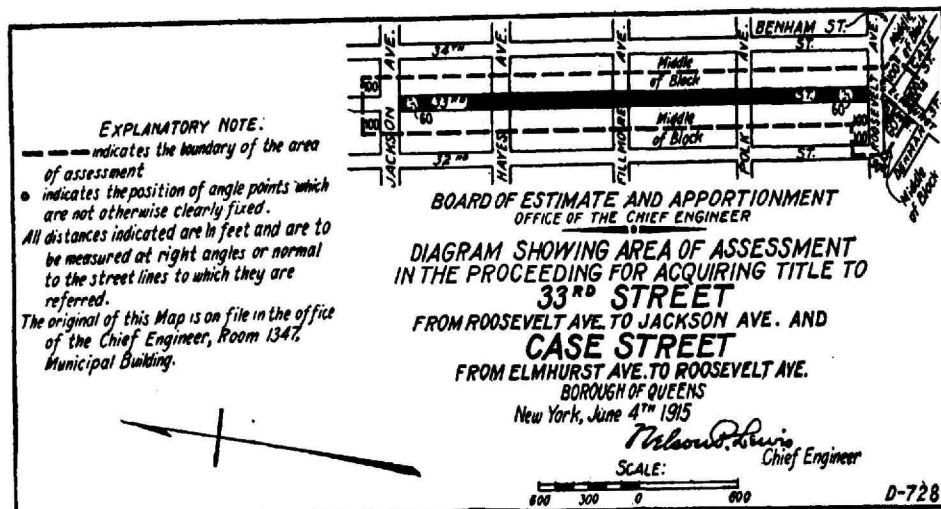 EXPLANATORY NOTE:
indicates the boundary of the area
of assessment
indicates the position of angle points which
are not otherwise clearly fixed.
All distances indicated are in feet and are to
be measured at right angles or normal
to the street lines to which they are
referred.
The original of this Map is on file in the office
of the Chief Engineer, Room 1347,
Municipal Building.
BENHAM ST.
34TH ST.
Middle
of Block
33RD ST.
60
60
Middle
of Block
32ND ST.
100
100
100
JACKSON AVE.
HAYES AVE.
FILLMORE AVE.
POLK AVE.
ROOSEVELT AVE.
Middle
of Block
CASE ST.
Middle
of Block
BOARD OF ESTIMATE AND APPORTIONMENT
OFFICE OF THE CHIEF ENGINEER
DIAGRAM SHOWING AREA OF ASSESSMENT
IN THE PROCEEDING FOR ACQUIRING TITLE TO
33RD STREET
FROM ROOSEVELT AVE. TO JACKSON AVE. AND
CASE STREET
FROM ELMHURST AVE. TO ROOSEVELT AVE.
BOROUGH OF QUEENS
New York, June 4TH 1915
Nelson P. Lewis
Chief Engineer
SCALE:
600 300 0 600
D-728